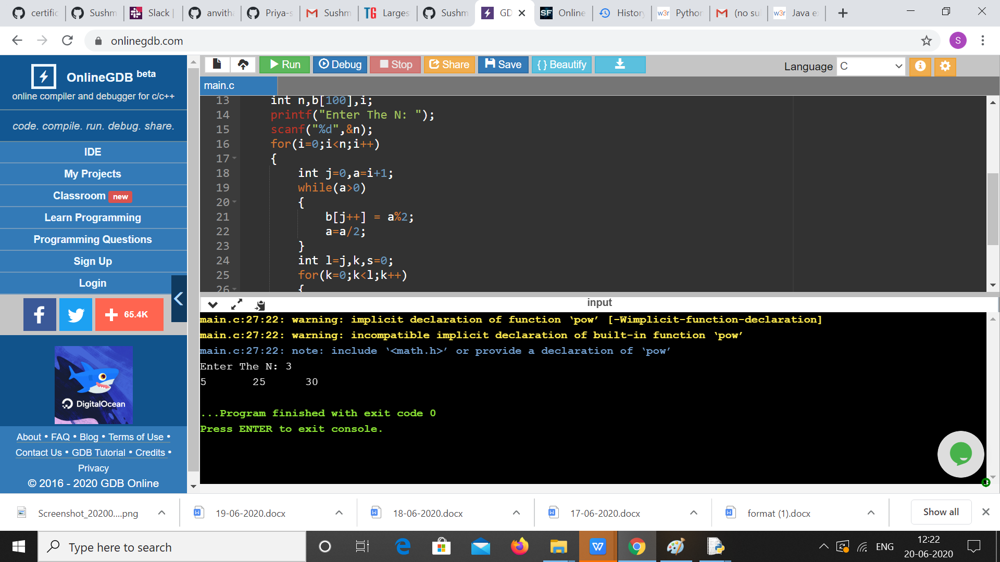 certific
Sushm
Slack |
anvitha
Priya-s
Sushm
Larges
Sushm
GD
Online
History
Python
(no su
Java e
onlinegdb.com
S
OnlineGDB beta
online compiler and debugger for c/c++
code. compile. run. debug. share.
IDE
My Projects
Classroom new
Learn Programming
Programming Questions
Sign Up
Login
65.4K
DigitalOcean
About • FAQ • Blog • Terms of Use •
Contact Us • GDB Tutorial • Credits •
Privacy
© 2016 - 2020 GDB Online
Run Debug Stop Share Save { } Beautify
Language C
main.c
13 int n,b[100],i;
14 printf("Enter The N: ");
15 scanf("%d",&n);
16 for(i=0;i<n;i++)
17 {
18 int j=0,a=i+1;
19 while(a>0)
20 {
21 b[j++] = a%2;
22 a=a/2;
23 }
24 int l=j,k,s=0;
25 for(k=0;k<l;k++)
26 {
input
main.c:27:22: warning: implicit declaration of function ‘pow’ [-Wimplicit-function-declaration]
main.c:27:22: warning: incompatible implicit declaration of built-in function ‘pow’
main.c:27:22: note: include ‘<math.h>’ or provide a declaration of ‘pow’
Enter The N: 3
5 25 30
...Program finished with exit code 0
Press ENTER to exit console.
Screenshot_20200....png
19-06-2020.docx
18-06-2020.docx
17-06-2020.docx
format (1).docx
Show all
Type here to search
ENG
12:22
20-06-2020